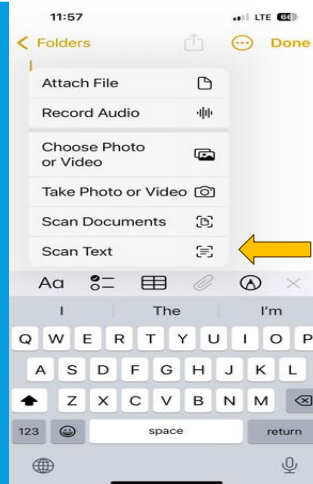 11:57
LTE 66
Folders
Done
Attach File
Record Audio
Choose Photo
or Video
Take Photo or Video
Scan Documents
Scan Text
Aa
I The I'm
Q W E R T Y U I O P
A S D F G H J K L
Z X C V B N M
123 space return